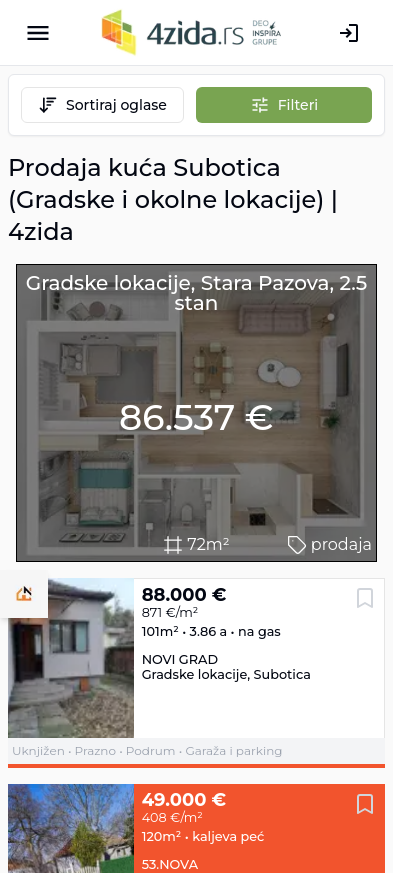 4zida.rs
DEO
INSPIRA
GRUPE
Sortiraj oglase
Filteri
Prodaja kuća Subotica
(Gradske i okolne lokacije) |
4zida
Gradske lokacije, Stara Pazova, 2.5
stan
86.537 €
72m²
prodaja
88.000 €
871 €/m²
101m² • 3.86 a • na gas
NOVI GRAD
Gradske lokacije, Subotica
Uknjižen • Prazno • Podrum • Garaža i parking
49.000 €
408 €/m²
120m² • kaljeva peć
53.NOVA